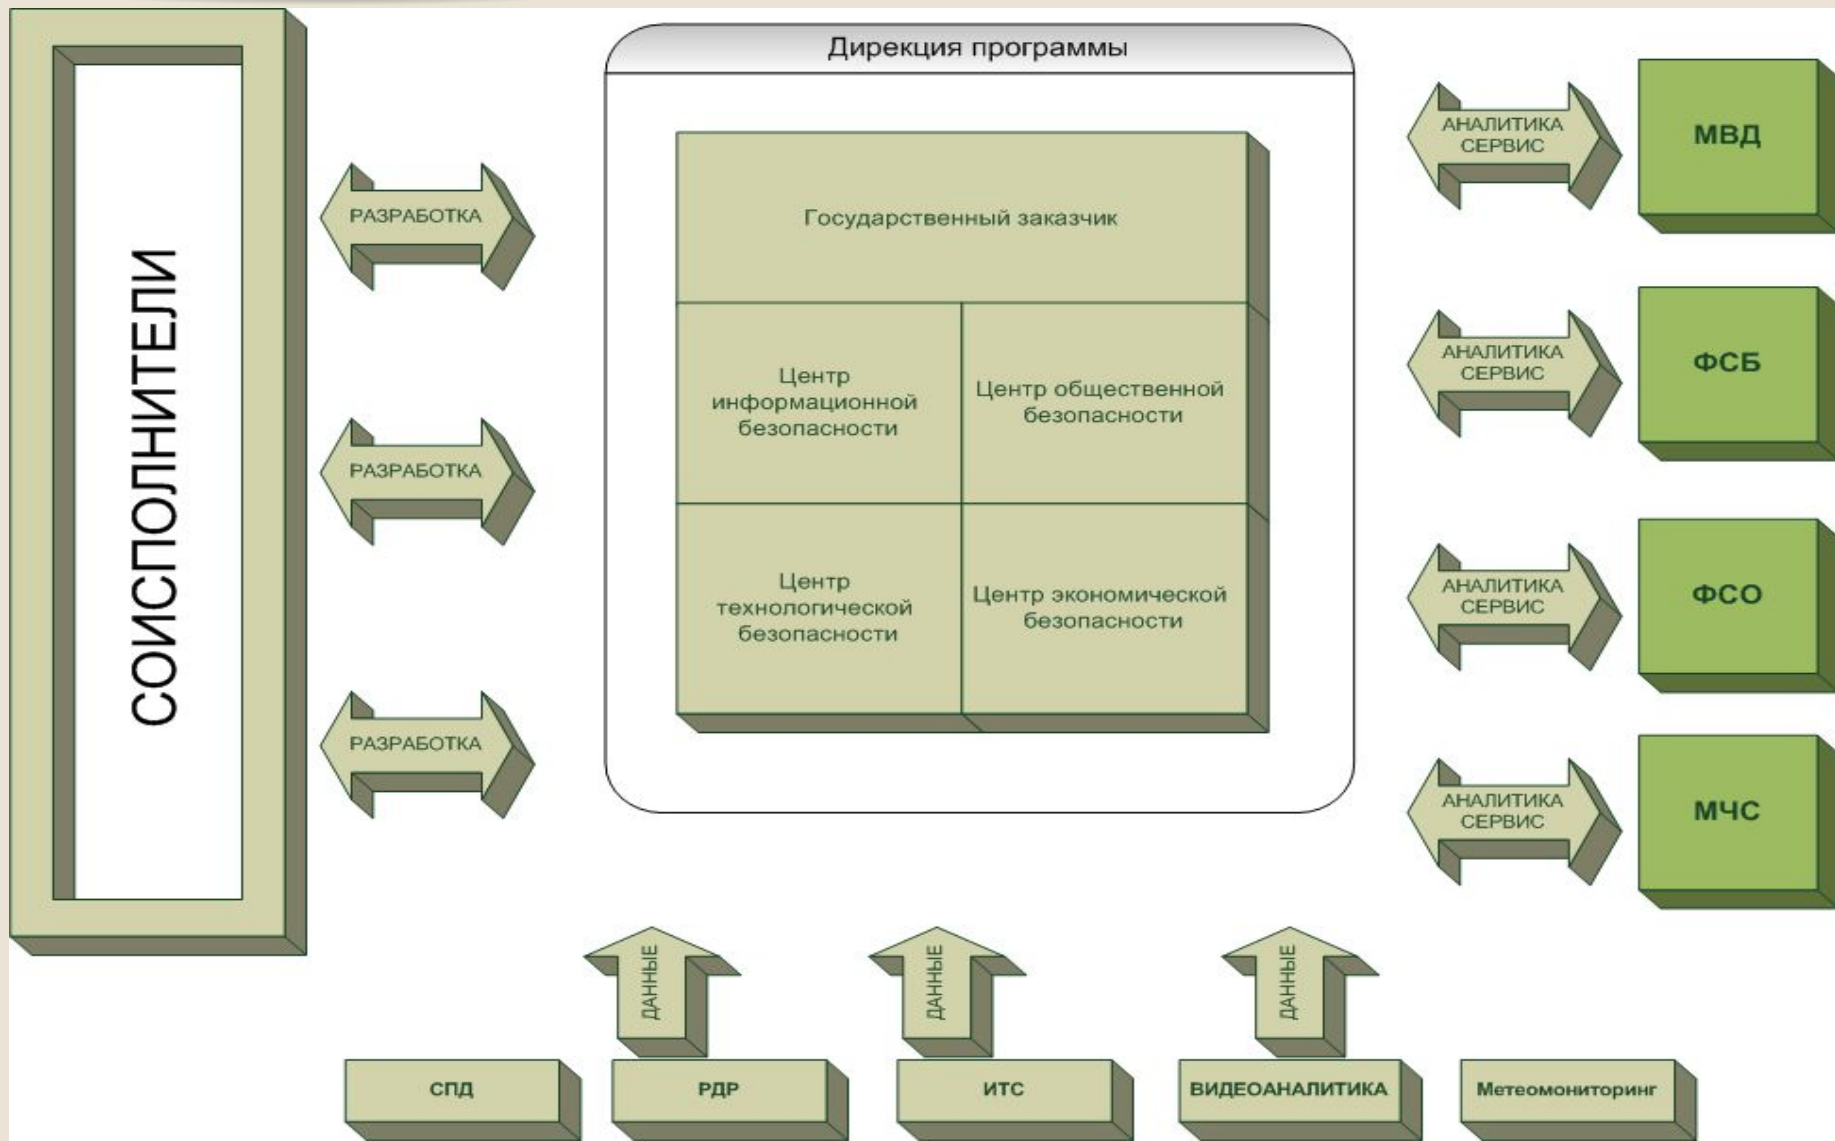 Дирекция программы
СОИСПОЛНИТЕЛИ
РАЗРАБОТКА
РАЗРАБОТКА
РАЗРАБОТКА
Государственный заказчик
Центр
информационной
безопасности
Центр общественной
безопасности
Центр
технологической
безопасности
Центр экономической
безопасности
АНАЛИТИКА
СЕРВИС
МВД
АНАЛИТИКА
СЕРВИС
ФСБ
АНАЛИТИКА
СЕРВИС
ФСО
АНАЛИТИКА
СЕРВИС
МЧС
ДАННЫЕ
ДАННЫЕ
ДАННЫЕ
СПД
РДР
ИТС
ВИДЕОАНАЛИТИКА
Метеомониторинг